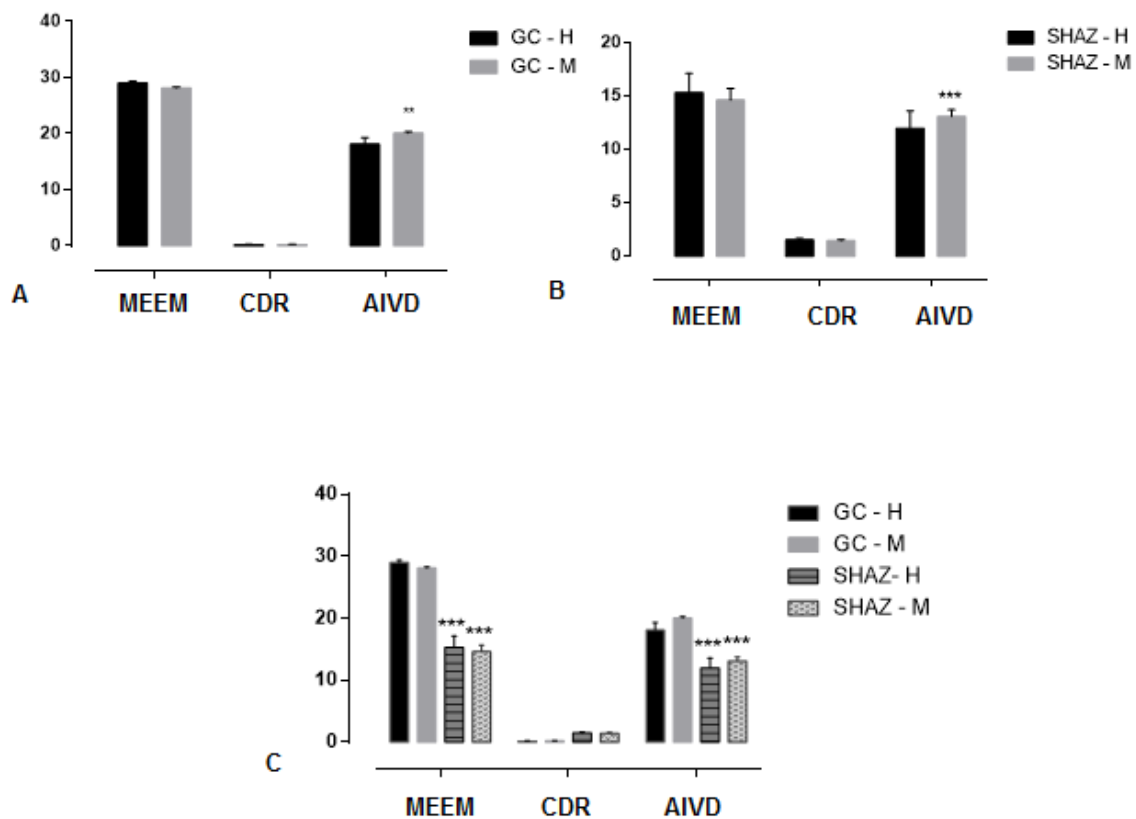 40
30
20
10
0
**
GC - H
GC - M
MEEM CDR AIVD
A
20
15
10
5
0
***
SHAZ - H
SHAZ - M
MEEM CDR AIVD
B
40
30
20
10
0
*** ***
*** ***
GC - H
GC - M
SHAZ- H
SHAZ - M
MEEM CDR AIVD
C